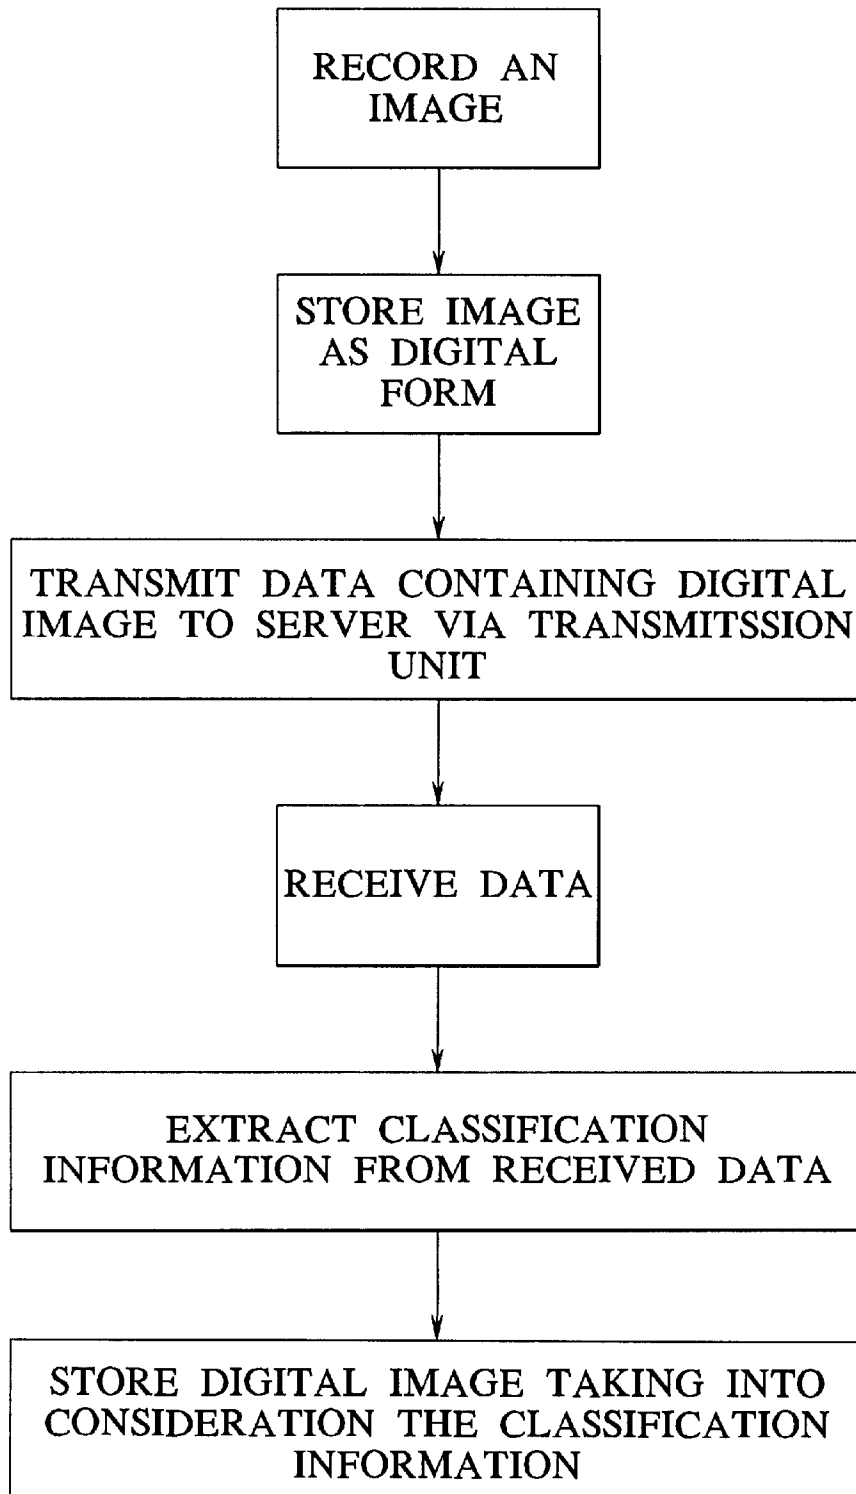 RECORD AN
IMAGE
STORE IMAGE
AS DIGITAL
FORM
TRANSMIT DATA CONTAINING DIGITAL
IMAGE TO SERVER VIA TRANSMITSSION
UNIT
RECEIVE DATA
EXTRACT CLASSIFICATION
INFORMATION FROM RECEIVED DATA
STORE DIGITAL IMAGE TAKING INTO
CONSIDERATION THE CLASSIFICATION
INFORMATION